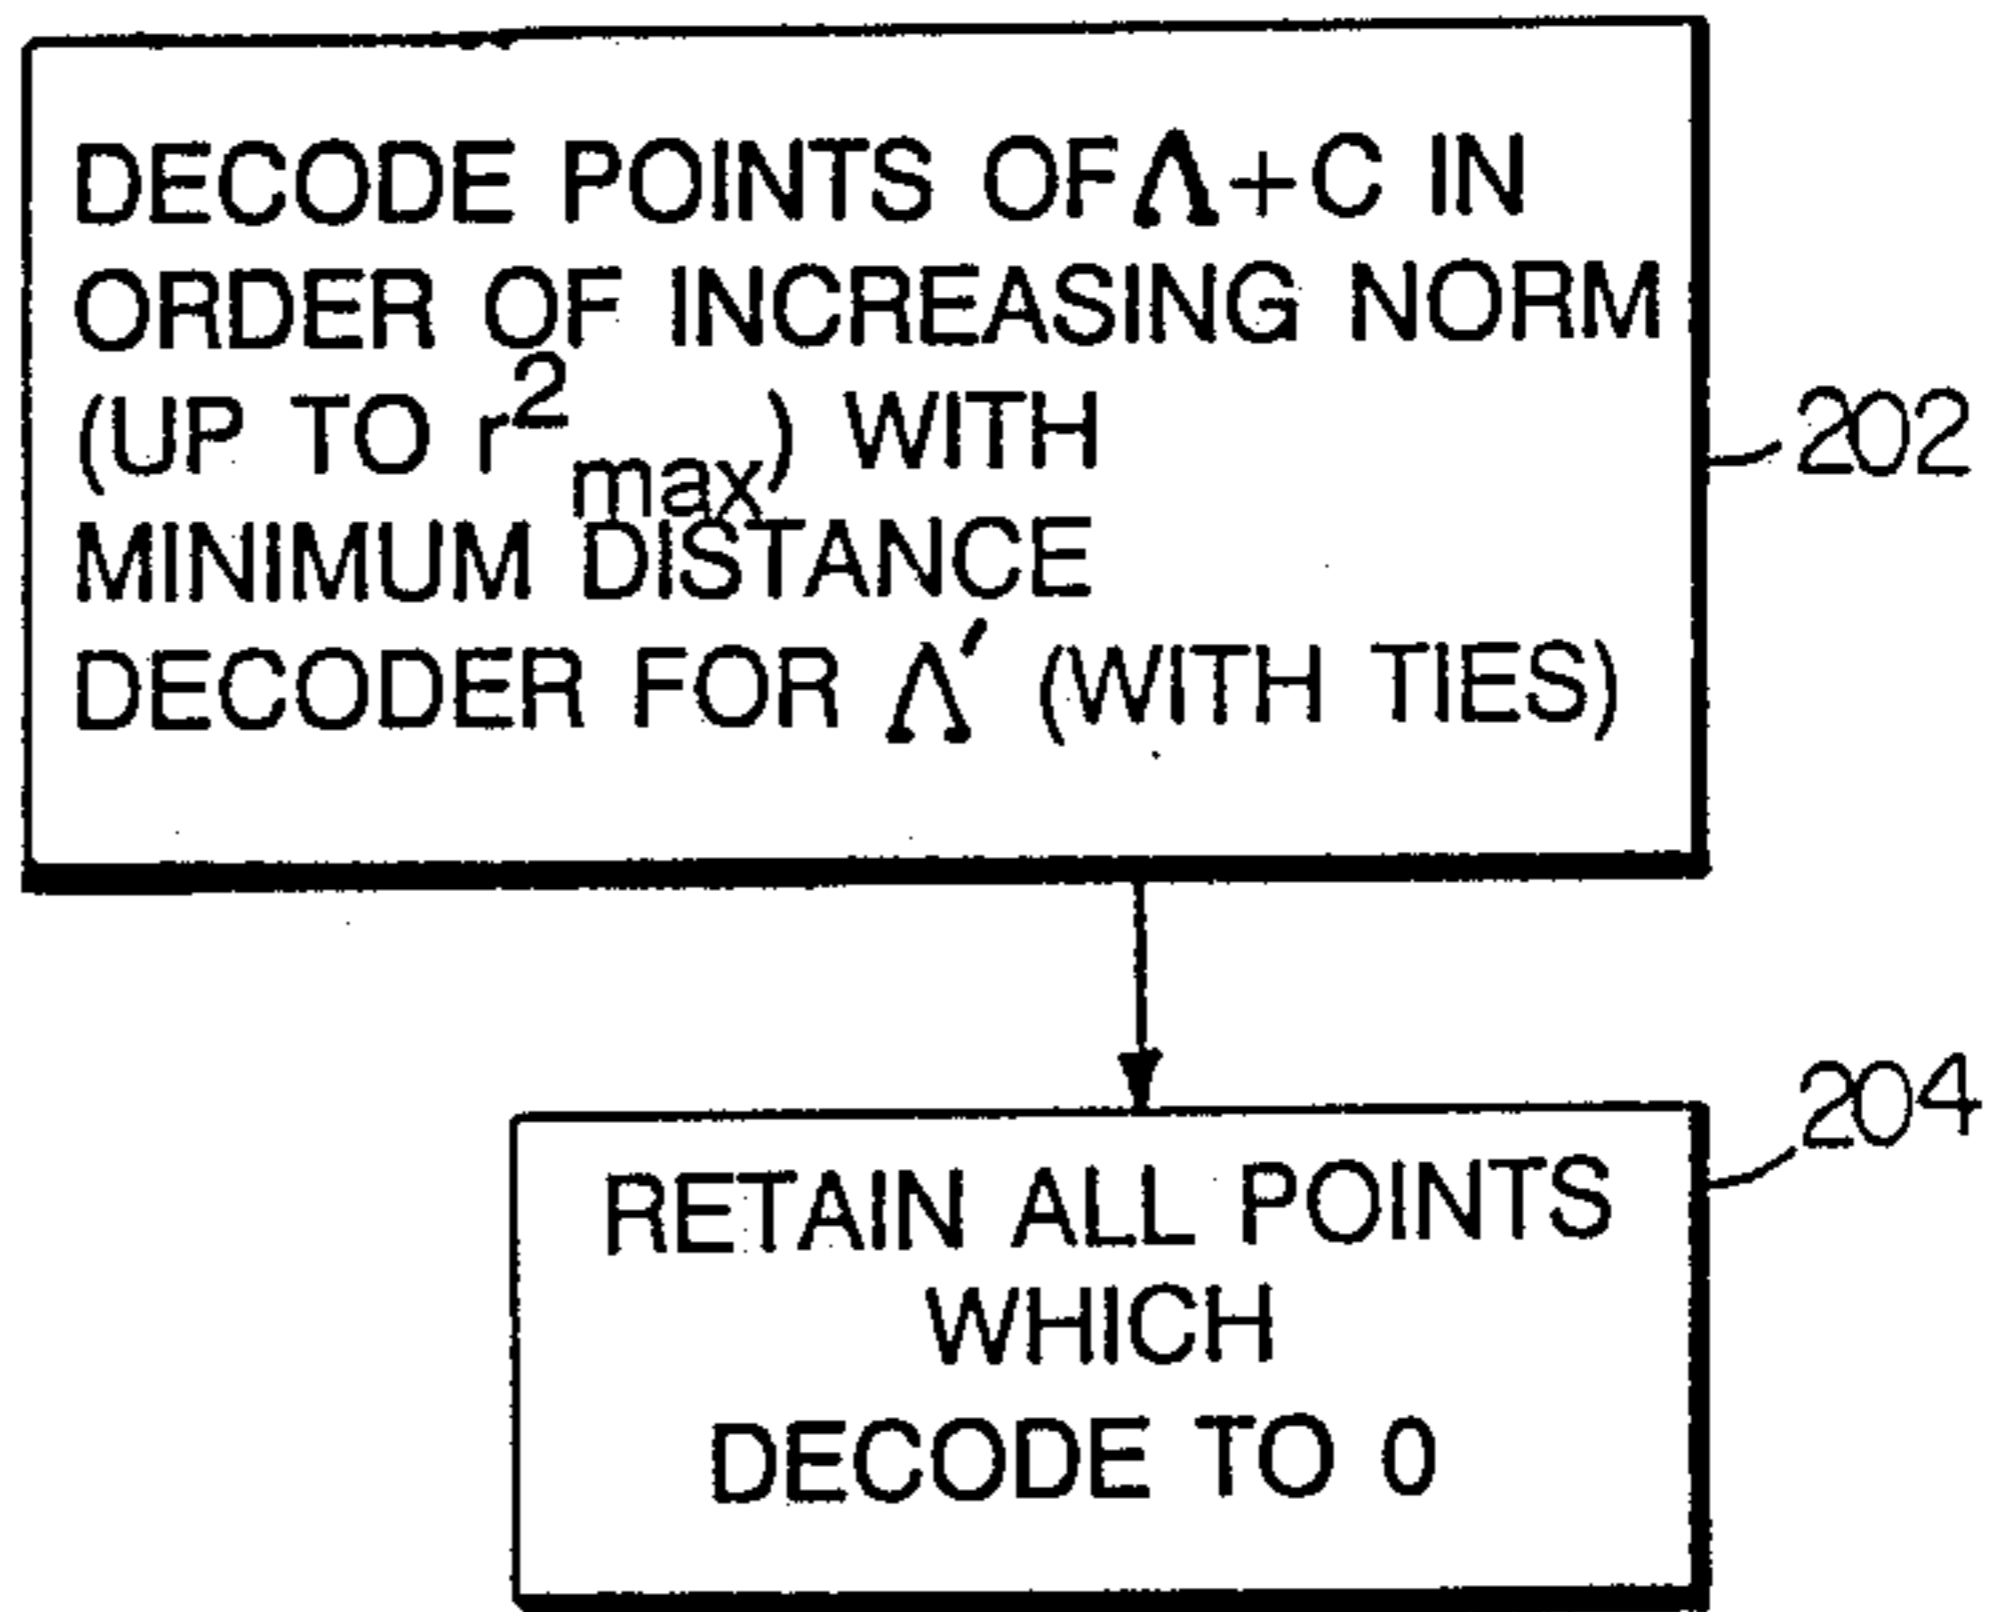 DECODE POINTS OF Λ+C IN
ORDER OF INCREASING NORM
(UP TO r²max) WITH
MINIMUM DISTANCE
DECODER FOR Λ′ (WITH TIES)
202
RETAIN ALL POINTS
WHICH
DECODE TO 0
204